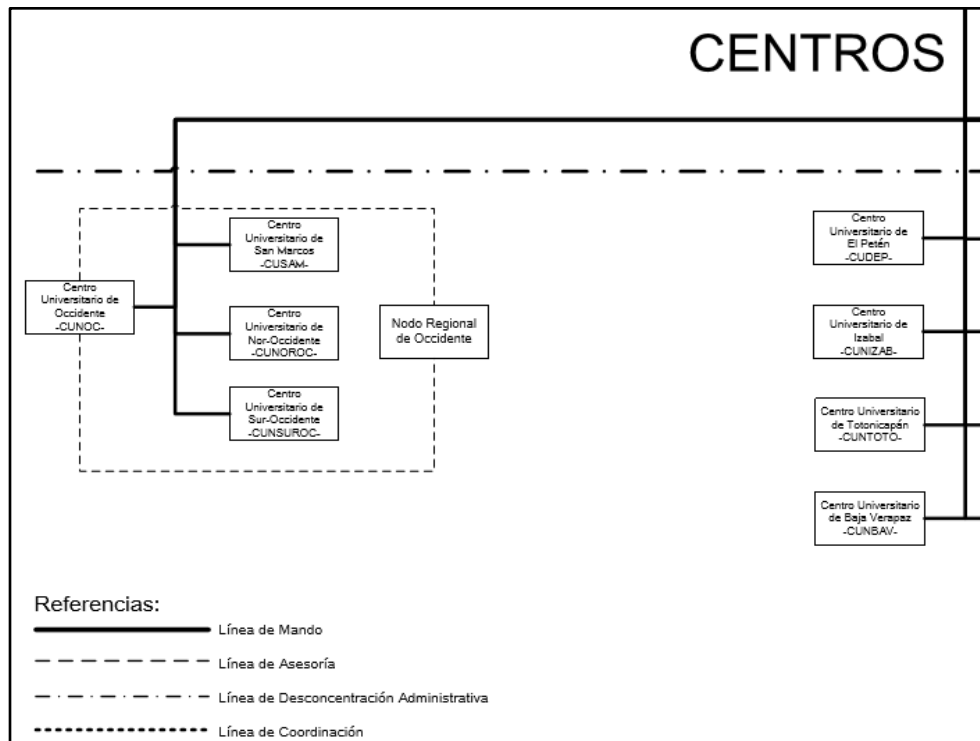 CENTROS
Centro
Universitario de
San Marcos
-CUSAM-
Centro
Universitario de
Occidente
-CUNOC-
Centro
Universitario de
Nor-Occidente
-CUNOROC-
Centro
Universitario de
Sur-Occidente
-CUNSUROC-
Nodo Regional
de Occidente
Centro
Universitario de
El Petén
-CUDEP-
Centro
Universitario de
Izabal
-CUNIZAB-
Centro Universitario
de Totonicapán
-CUNTOTO-
Centro Universitario
de Baja Verapaz
-CUNBAV-
Referencias:
Línea de Mando
Línea de Asesoría
Línea de Desconcentración Administrativa
Línea de Coordinación